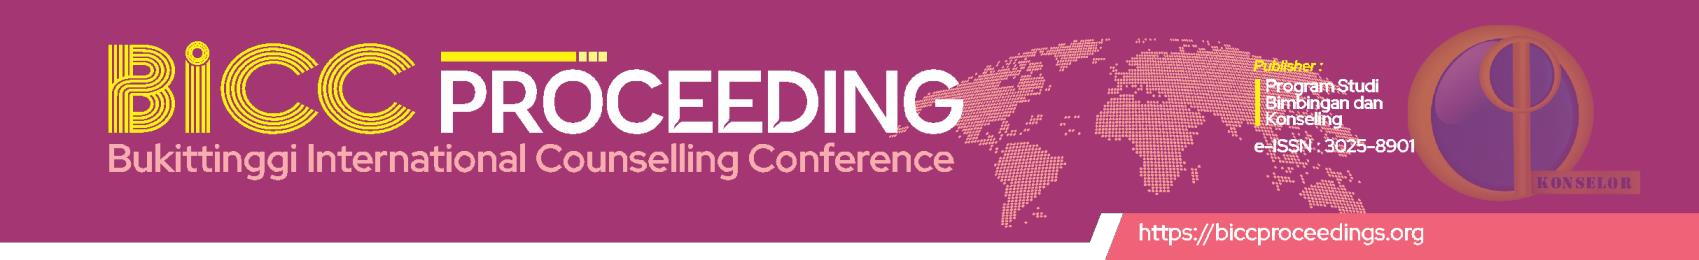 BiCC PROCEEDING
Bukittinggi International Counselling Conference
Publisher :
Program Studi
Bimbingan dan
Konseling
e-ISSN : 3025-8901
KONSELOR
https://biccproceedings.org